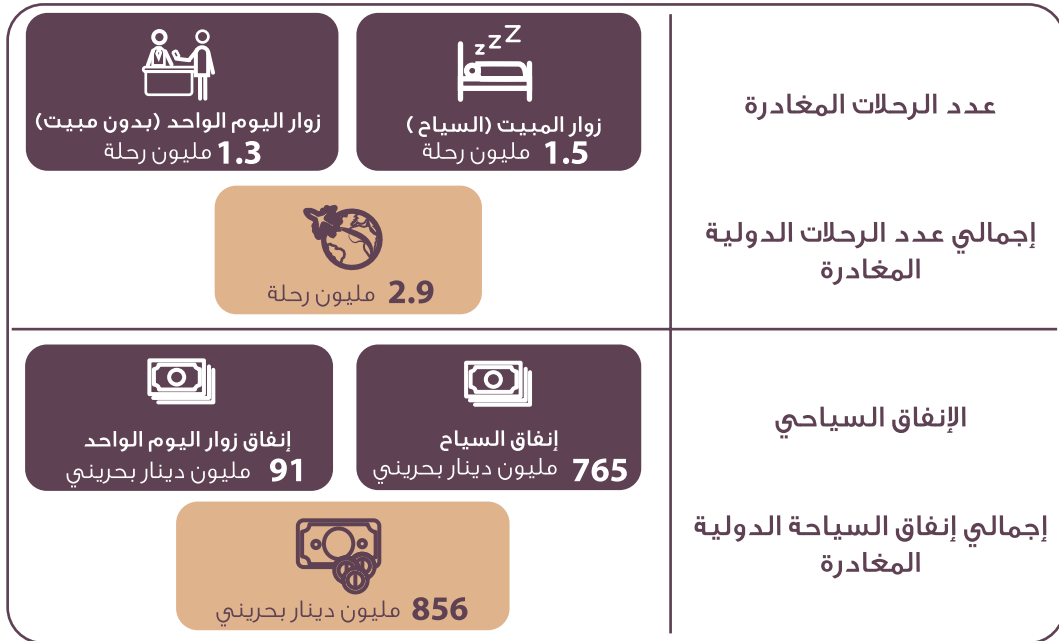 عدد الرحلات المغادرة
zzZ
زوار المبيت (السياح )
1.5 مليون رحلة
زوار اليوم الواحد (بدون مبيت)
1.3 مليون رحلة
إجمالي عدد الرحلات الدولية
المغادرة
2.9 مليون رحلة
الإنفاق السياحي
إنفاق السياح
765 مليون دينار بحريني
إنفاق زوار اليوم الواحد
91 مليون دينار بحريني
إجمالي إنفاق السياحة الدولية
المغادرة
856 مليون دينار بحريني